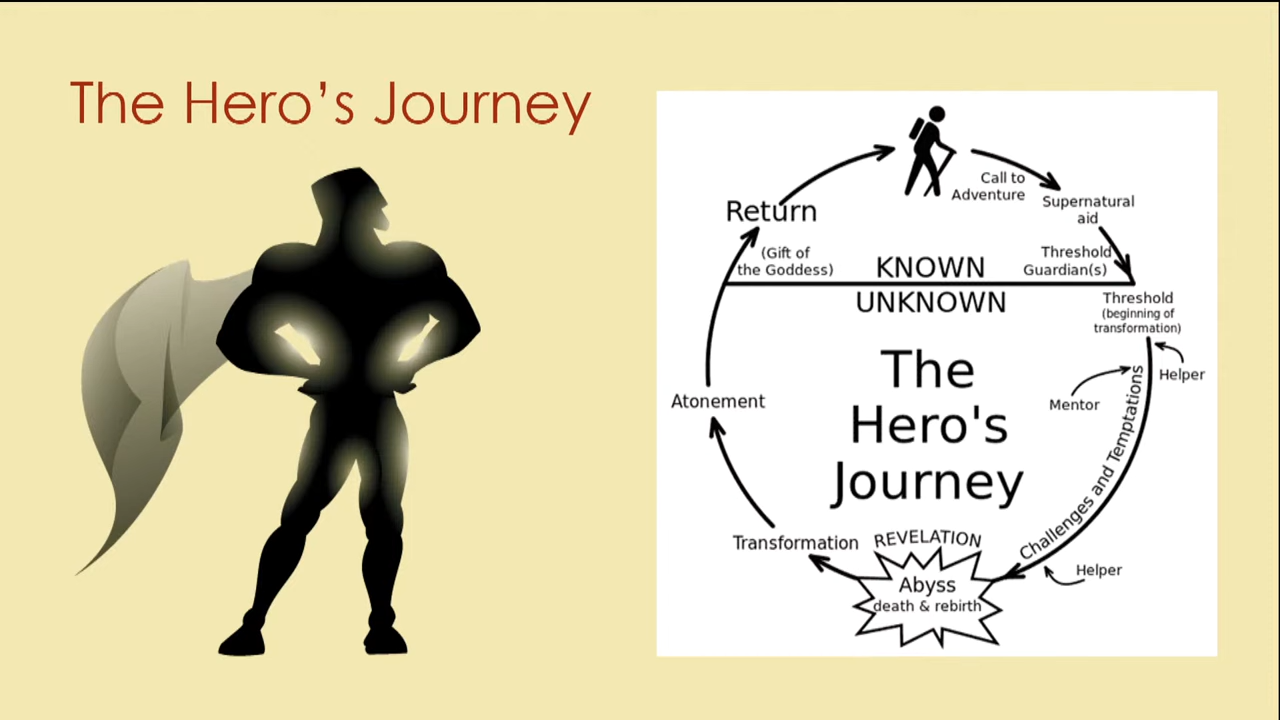 The Hero’s Journey
Call to
Adventure
Supernatural
aid
Return
(Gift of
the Goddess)
KNOWN
Threshold
Guardian(s)
UNKNOWN
Threshold
(beginning of
transformation)
Helper
Mentor
The
Hero's
Journey
Challenges and Temptations
Atonement
Transformation
REVELATION
Abyss
death & rebirth
Helper